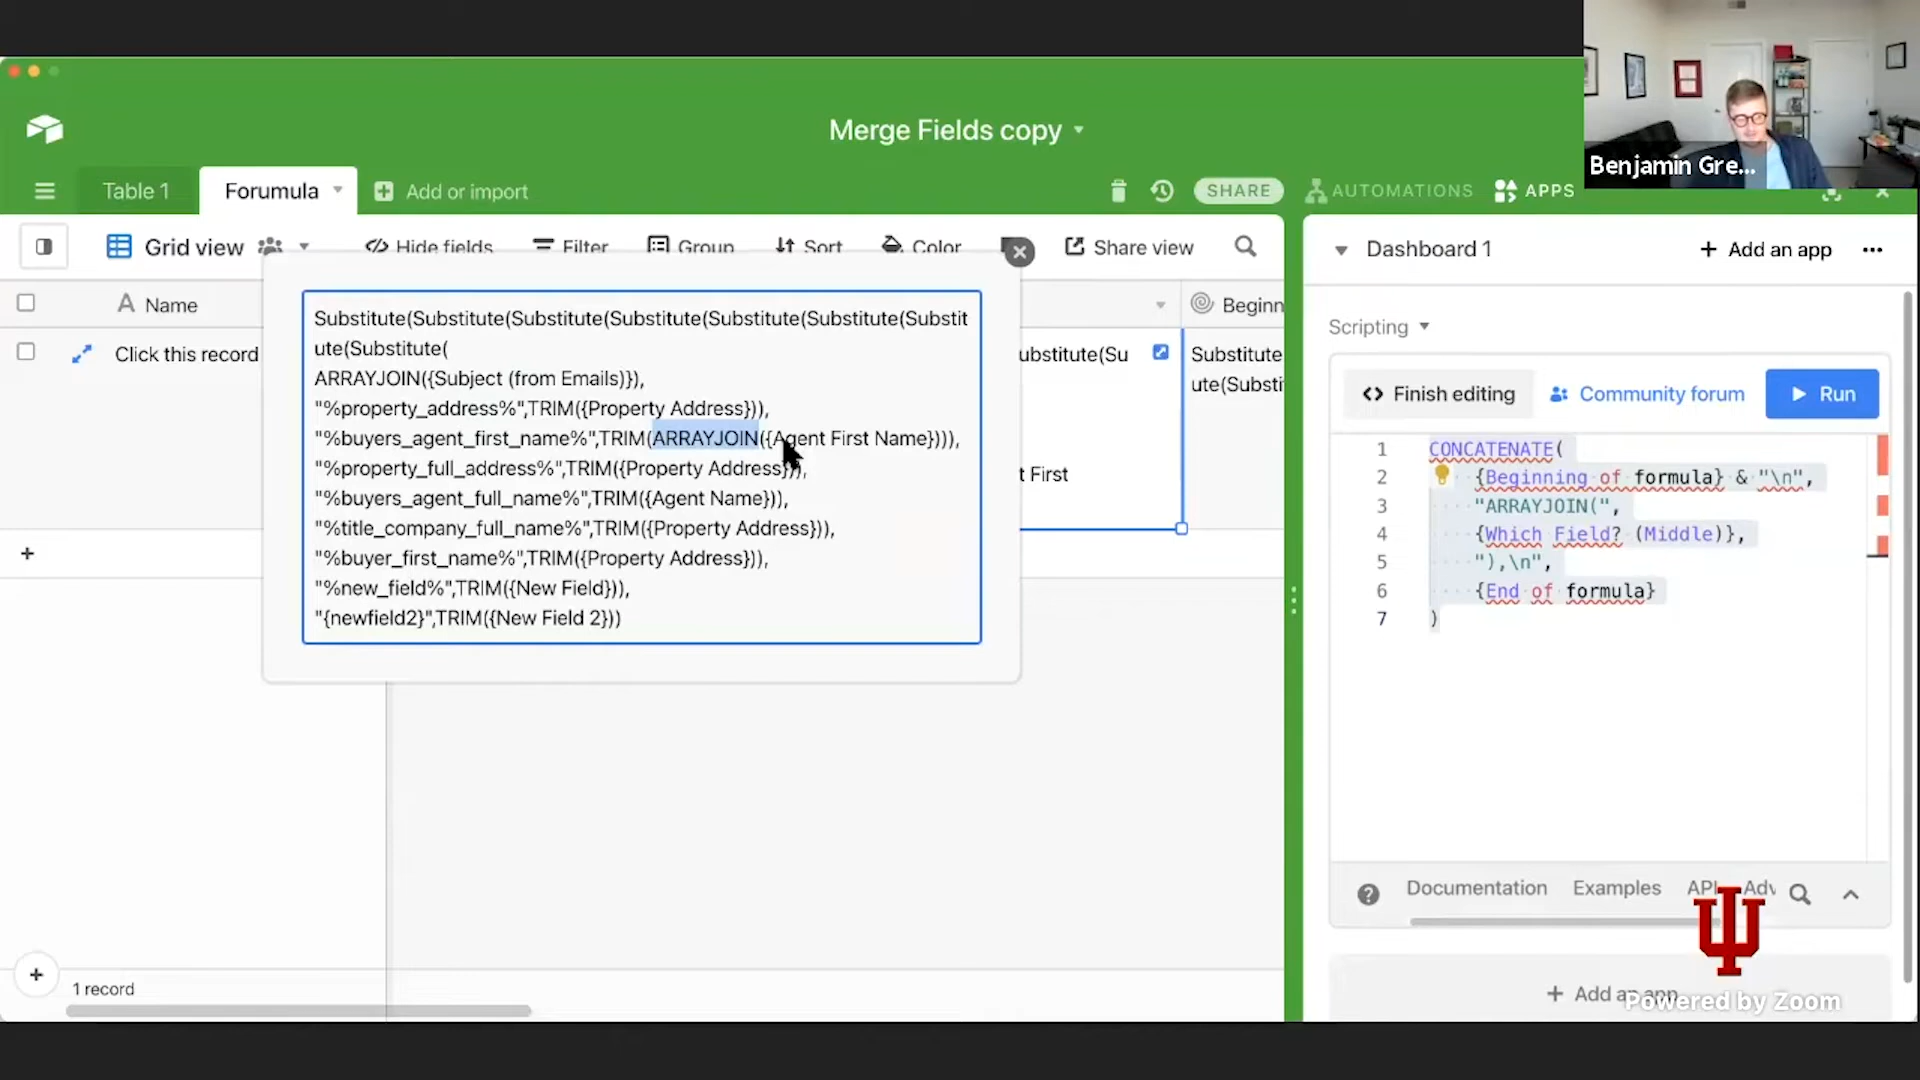 Merge Fields copy
Benjamin Gre...
Table 1
Forumula
Add or import
SHARE
AUTOMATIONS
APPS
Grid view
Hide fields
Filter
Group
Sort
Color
Share view
Dashboard 1
+ Add an app
Name
Beginn
Click this record
Substitute(Substitute(Substitute(Substitute(Substitute(Substitute(Substit
ute(Substitute(
ARRAYJOIN({Subject (from Emails)}),
"%property_address%",TRIM({Property Address})),
"%buyers_agent_first_name%",TRIM(ARRAYJOIN({Agent First Name}))),
"%property_full_address%",TRIM({Property Address})),
"%buyers_agent_full_name%",TRIM({Agent Name})),
"%title_company_full_name%",TRIM({Property Address})),
"%buyer_first_name%",TRIM({Property Address})),
"%new_field%",TRIM({New Field})),
"{newfield2}",TRIM({New Field 2}))
ubstitute(Su
t First
Substitute
ute(Substi
1 record
Scripting
Finish editing
Community forum
Run
1 CONCATENATE(
2 {Beginning of formula} & "\n",
3 "ARRAYJOIN(",
4 {Which Field? (Middle)},
5 "),\n",
6 {End of formula}
7 )
Documentation
Examples
API
Adv
+ Add an app
Powered by Zoom